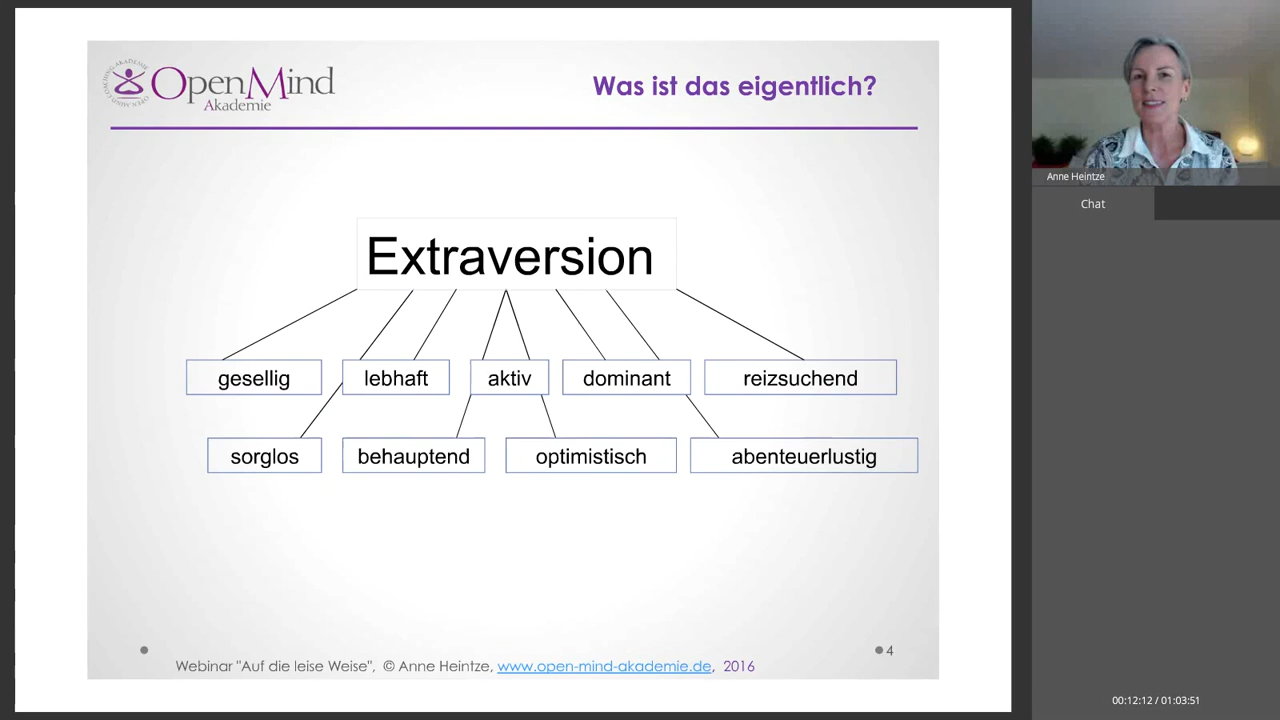 OpenMind
Akademie
Was ist das eigentlich?
Extraversion
gesellig
lebhaft
aktiv
dominant
reizsuchend
sorglos
behauptend
optimistisch
abenteuerlustig
Webinar "Auf die leise Weise", © Anne Heintze, www.open-mind-akademie.de, 2016
4
Anne Heintze
Chat
00:12:12 / 01:03:51